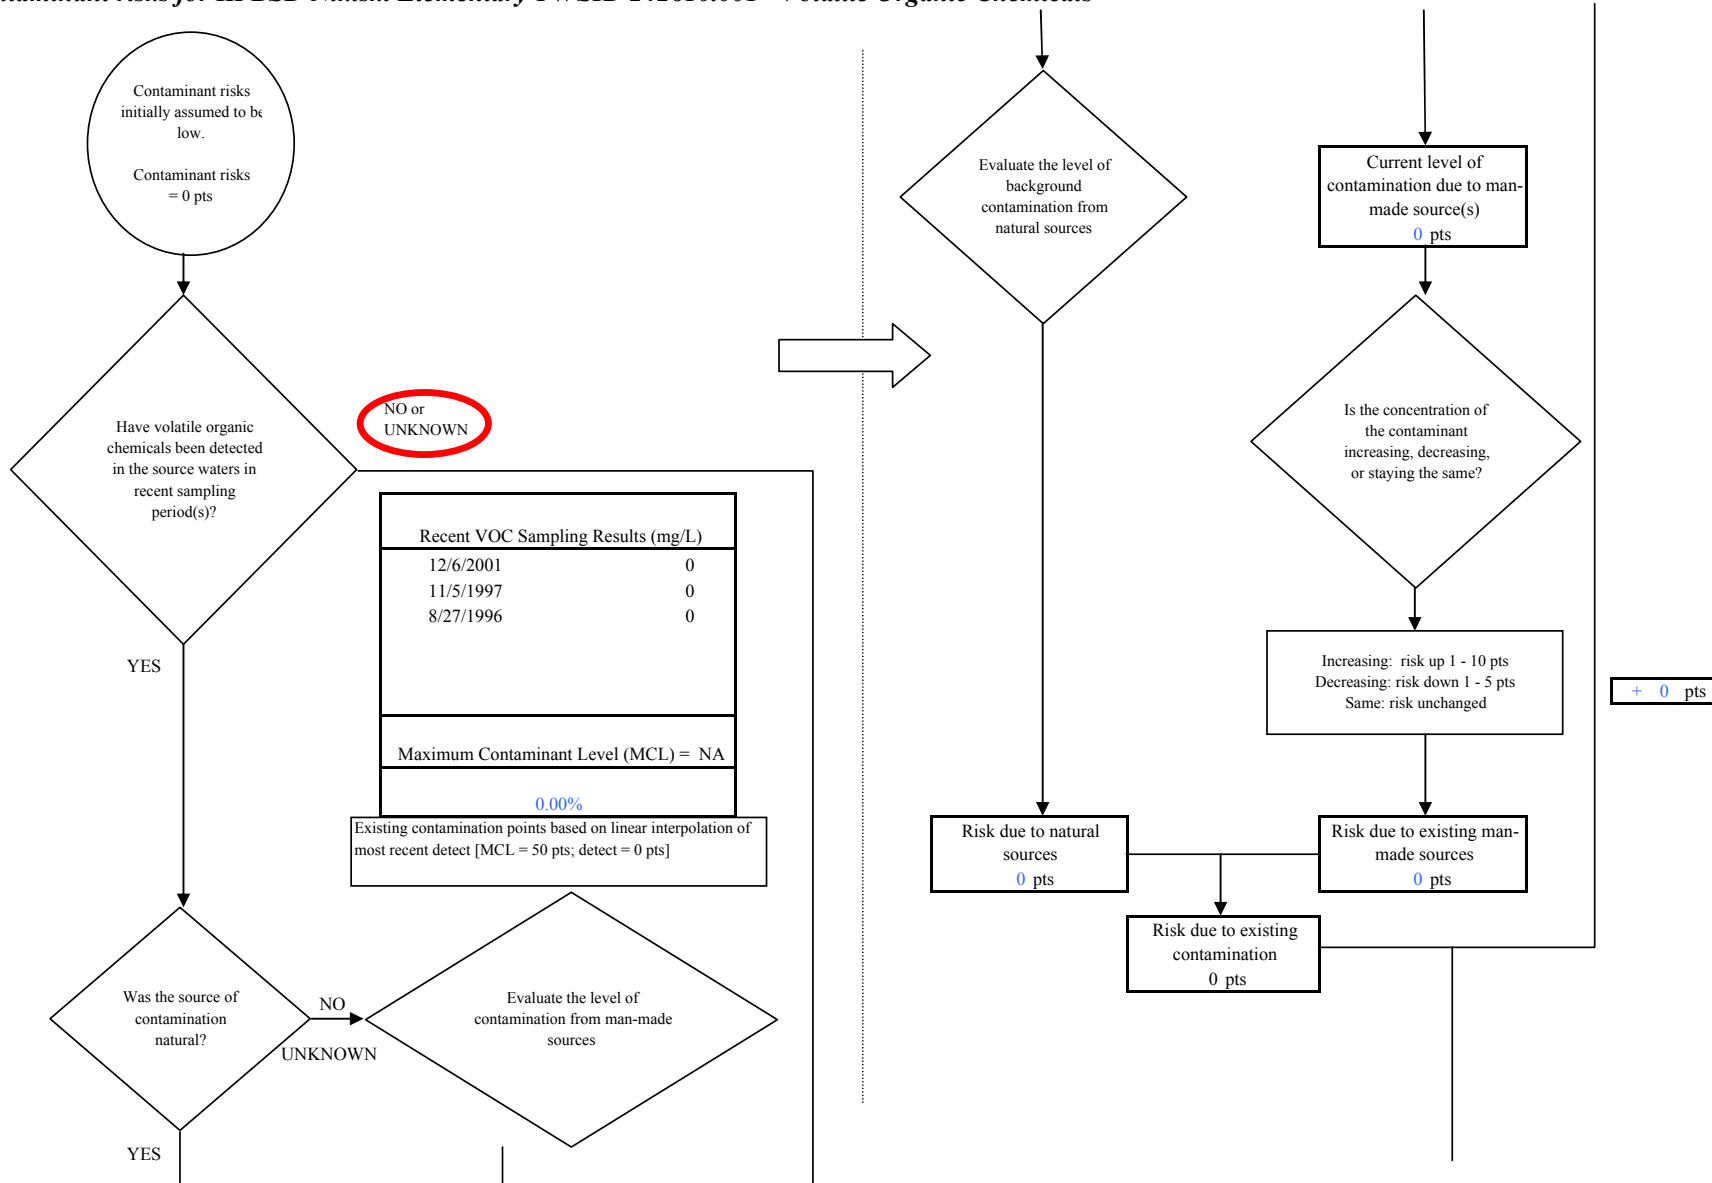 Contaminant risks
initially assumed to be
low.
Contaminant risks
= 0 pts
Have volatile organic
chemicals been detected
in the source waters in
recent sampling
period(s)?
NO or
UNKNOWN
Recent VOC Sampling Results (mg/L)
12/6/2001 0
11/5/1997 0
8/27/1996 0
Maximum Contaminant Level (MCL) = NA
0.00%
Existing contamination points based on linear interpolation of
most recent detect [MCL = 50 pts; detect = 0 pts]
YES
Was the source of
contamination
natural?
NO
UNKNOWN
Evaluate the level of
contamination from man-made
sources
YES
Evaluate the level of
background
contamination from
natural sources
Current level of
contamination due to man-
made source(s)
0 pts
Is the concentration of
the contaminant
increasing, decreasing,
or staying the same?
Increasing: risk up 1 - 10 pts
Decreasing: risk down 1 - 5 pts
Same: risk unchanged
+ 0 pts
Risk due to natural
sources
0 pts
Risk due to existing man-
made sources
0 pts
Risk due to existing
contamination
0 pts